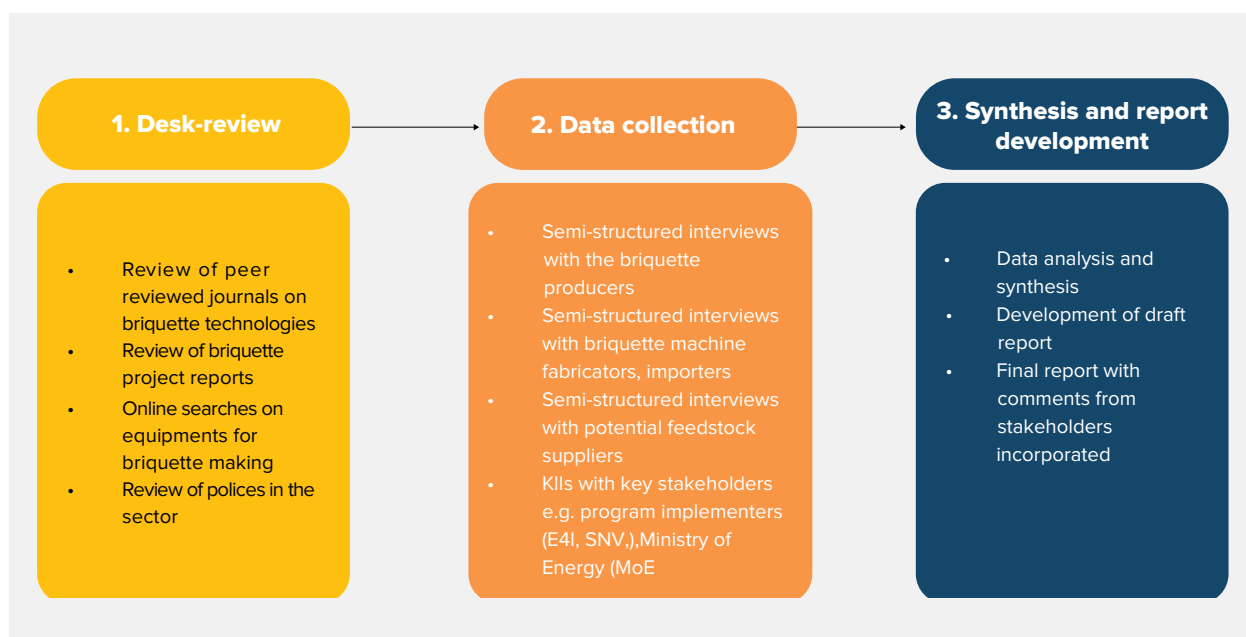 1. Desk-review
• Review of peer
reviewed journals on
briquette technologies
• Review of briquette
project reports
• Online searches on
equipments for
briquette making
• Review of polices in the
sector
2. Data collection
• Semi-structured interviews
with the briquette
producers
• Semi-structured interviews
with briquette machine
fabricators, importers
• Semi-structured interviews
with potential feedstock
suppliers
• KIIs with key stakeholders
e.g. program implementers
(E4I, SNV,),Ministry of
Energy (MoE
3. Synthesis and report
development
• Data analysis and
synthesis
• Development of draft
report
• Final report with
comments from
stakeholders
incorporated